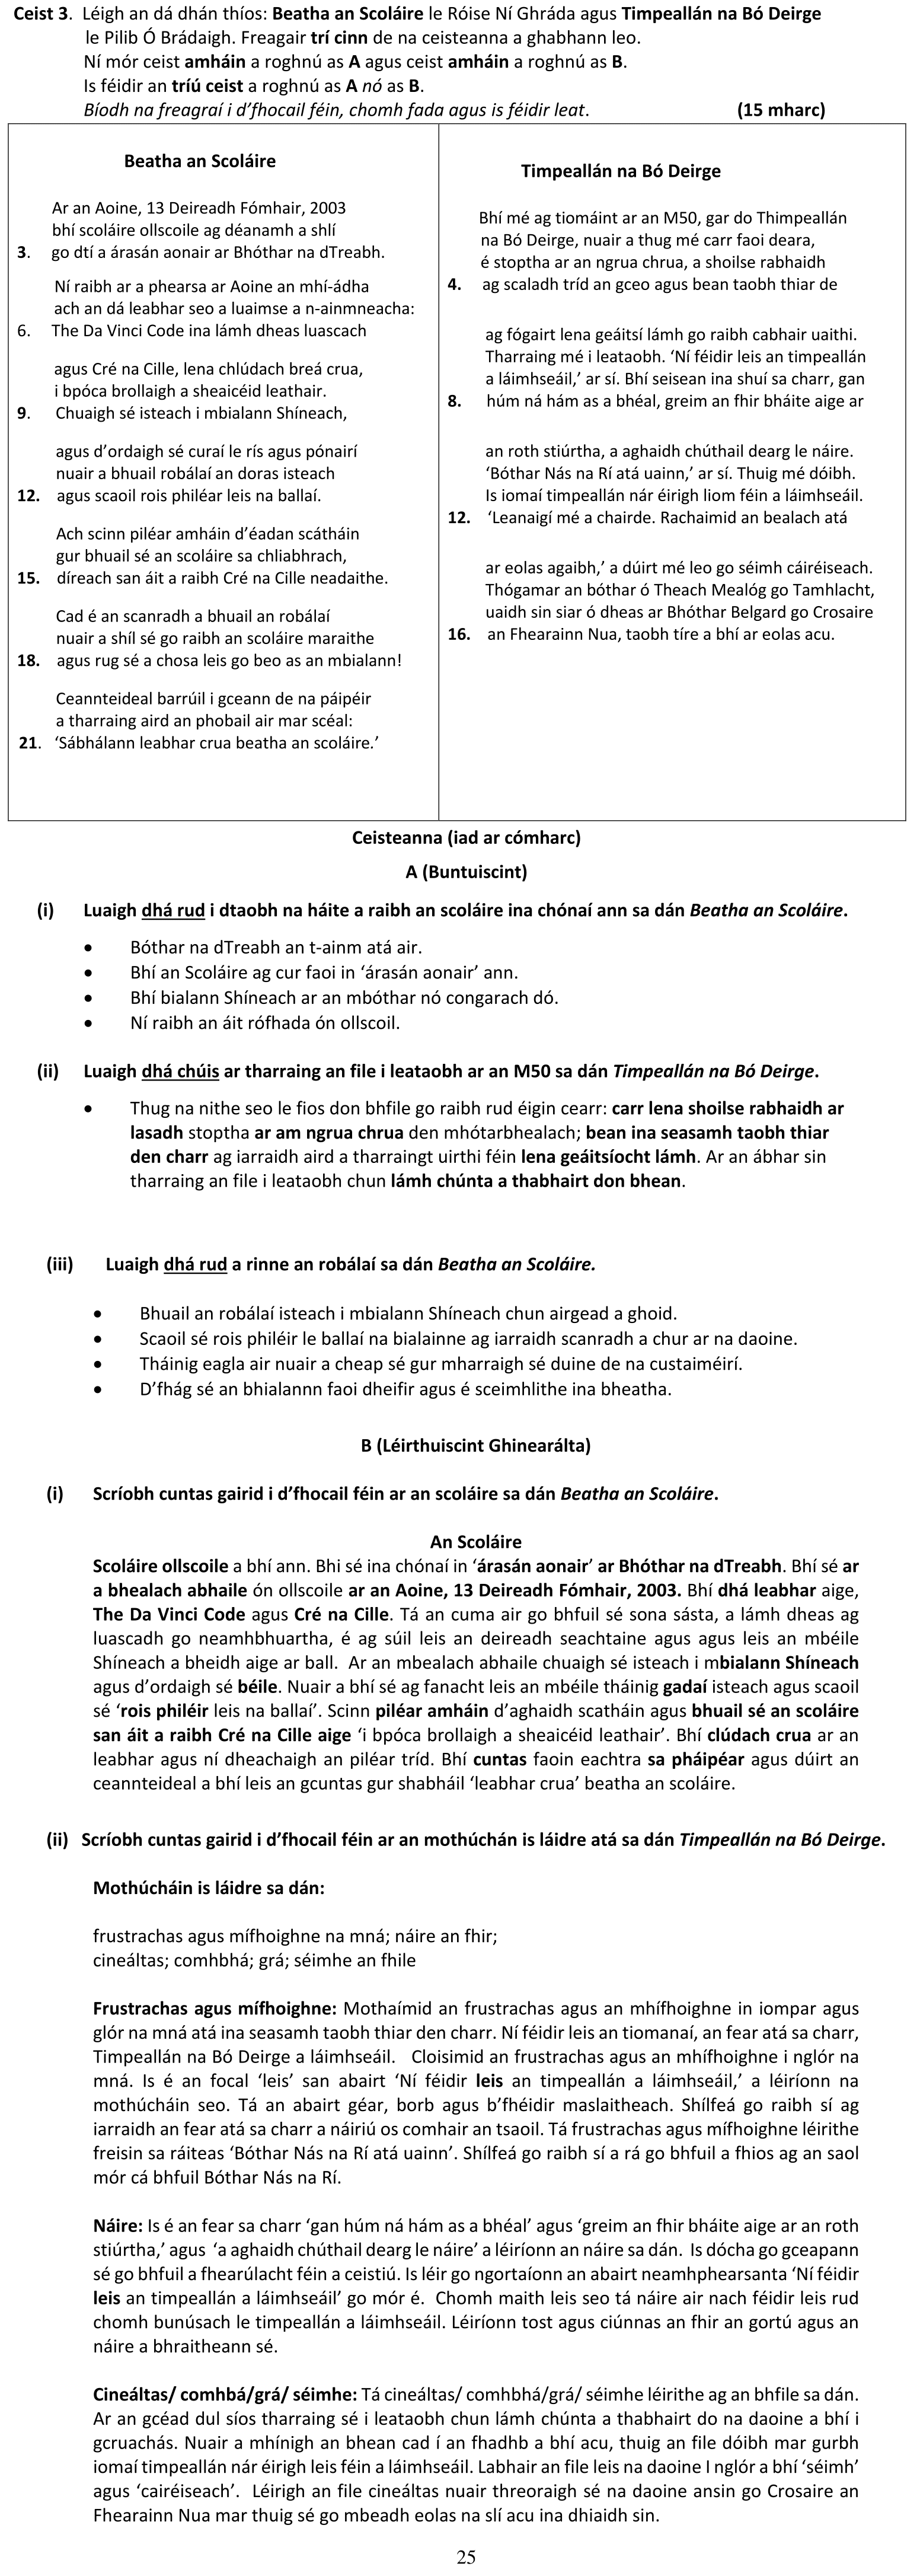 Ceist 3. Léigh an dá dhán thíos: Beatha an Scoláire le Róise Ní Ghráda agus Timpeallán na Bó Deirge
le Pilib Ó Brádaigh. Freagair trí cinn de na ceisteanna a ghabhann leo.
Ní mór ceist amháin a roghnú as A agus ceist amháin a roghnú as B.
Is féidir an tríú ceist a roghnú as A nó as B.
Bíodh na freagraí i d’fhocail féin, chomh fada agus is féidir leat. (15 mharc)
Beatha an Scoláire
Ar an Aoine, 13 Deireadh Fómhair, 2003
bhí scoláire ollscoile ag déanamh a shlí
3. go dtí a árasán aonair ar Bhóthar na dTreabh.
Ní raibh ar a phearsa ar Aoine an mhí-ádha
ach an dá leabhar seo a luaimse a n-ainmneacha:
6. The Da Vinci Code ina lámh dheas luascach
agus Cré na Cille, lena chlúdach breá crua,
i bpóca brollaigh a sheaicéid leathair.
9. Chuaigh sé isteach i mbialann Shíneach,
agus d’ordaigh sé curaí le rís agus pónairí
nuair a bhuail robálaí an doras isteach
12. agus scaoil rois philéar leis na ballaí.
Ach scinn piléar amháin d’éadan scátháin
gur bhuail sé an scoláire sa chliabhrach,
15. díreach san áit a raibh Cré na Cille neadaithe.
Cad é an scanradh a bhuail an robálaí
nuair a shíl sé go raibh an scoláire maraithe
18. agus rug sé a chosa leis go beo as an mbialann!
Ceannteideal barrúil i gceann de na páipéir
a tharraing aird an phobail air mar scéal:
21. ‘Sábhálann leabhar crua beatha an scoláire.’
Timpeallán na Bó Deirge
Bhí mé ag tiomáint ar an M50, gar do Thimpeallán
na Bó Deirge, nuair a thug mé carr faoi deara,
é stoptha ar an ngrua chrua, a shoilse rabhaidh
4. ag scaladh tríd an gceo agus bean taobh thiar de
ag fógairt lena geáitsí lámh go raibh cabhair uaithi.
Tharraing mé i leataobh. ‘Ní féidir leis an timpeallán
a láimhseáil,’ ar sí. Bhí seisean ina shuí sa charr, gan
8. húm ná hám as a bhéal, greim an fhir bháite aige ar
an roth stiúrtha, a aghaidh chúthail dearg le náire.
‘Bóthar Nás na Rí atá uainn,’ ar sí. Thuig mé dóibh.
Is iomaí timpeallán nár éirigh liom féin a láimhseáil.
12. ‘Leanaigí mé a chairde. Rachaimid an bealach atá
ar eolas agaibh,’ a dúirt mé leo go séimh cáiréiseach.
Thógamar an bóthar ó Theach Mealóg go Tamhlacht,
uaidh sin siar ó dheas ar Bhóthar Belgard go Crosaire
16. an Fhearainn Nua, taobh tíre a bhí ar eolas acu.
Ceisteanna (iad ar cómharc)
A (Buntuiscint)
(i) Luaigh dhá rud i dtaobh na háite a raibh an scoláire ina chónaí ann sa dán Beatha an Scoláire.
• Bóthar na dTreabh an t-ainm atá air.
• Bhí an Scoláire ag cur faoi in ‘árasán aonair’ ann.
• Bhí bialann Shíneach ar an mbóthar nó congarach dó.
• Ní raibh an áit rófhada ón ollscoil.
(ii) Luaigh dhá chúis ar tharraing an file i leataobh ar an M50 sa dán Timpeallán na Bó Deirge.
• Thug na nithe seo le fios don bhfile go raibh rud éigin cearr: carr lena shoilse rabhaidh ar
lasadh stoptha ar am ngrua chrua den mhótarbhealach; bean ina seasamh taobh thiar
den charr ag iarraidh aird a tharraingt uirthi féin lena geáitsíocht lámh. Ar an ábhar sin
tharraing an file i leataobh chun lámh chúnta a thabhairt don bhean.
(iii) Luaigh dhá rud a rinne an robálaí sa dán Beatha an Scoláire.
• Bhuail an robálaí isteach i mbialann Shíneach chun airgead a ghoid.
• Scaoil sé rois philéir le ballaí na bialainne ag iarraidh scanradh a chur ar na daoine.
• Tháinig eagla air nuair a cheap sé gur mharraigh sé duine de na custaiméirí.
• D’fhág sé an bhialannn faoi dheifir agus é sceimhlithe ina bheatha.
B (Léirthuiscint Ghinearálta)
(i) Scríobh cuntas gairid i d’fhocail féin ar an scoláire sa dán Beatha an Scoláire.
An Scoláire
Scoláire ollscoile a bhí ann. Bhi sé ina chónaí in ‘árasán aonair’ ar Bhóthar na dTreabh. Bhí sé ar
a bhealach abhaile ón ollscoile ar an Aoine, 13 Deireadh Fómhair, 2003. Bhí dhá leabhar aige,
The Da Vinci Code agus Cré na Cille. Tá an cuma air go bhfuil sé sona sásta, a lámh dheas ag
luascadh go neamhbhuartha, é ag súil leis an deireadh seachtaine agus agus leis an mbéile
Shíneach a bheidh aige ar ball. Ar an mbealach abhaile chuaigh sé isteach i mbialann Shíneach
agus d’ordaigh sé béile. Nuair a bhí sé ag fanacht leis an mbéile tháinig gadaí isteach agus scaoil
sé ‘rois philéir leis na ballaí’. Scinn piléar amháin d’aghaidh scatháin agus bhuail sé an scoláire
san áit a raibh Cré na Cille aige ‘i bpóca brollaigh a sheaicéid leathair’. Bhí clúdach crua ar an
leabhar agus ní dheachaigh an piléar tríd. Bhí cuntas faoin eachtra sa pháipéar agus dúirt an
ceannteideal a bhí leis an gcuntas gur shabháil ‘leabhar crua’ beatha an scoláire.
(ii) Scríobh cuntas gairid i d’fhocail féin ar an mothúchán is láidre atá sa dán Timpeallán na Bó Deirge.
Mothúcháin is láidre sa dán:
frustrachas agus mífhoighne na mná; náire an fhir;
cineáltas; comhbhá; grá; séimhe an fhile
Frustrachas agus mífhoighne: Mothaímid an frustrachas agus an mhífhoighne in iompar agus
glór na mná atá ina seasamh taobh thiar den charr. Ní féidir leis an tiomanaí, an fear atá sa charr,
Timpeallán na Bó Deirge a láimhseáil. Cloisimid an frustrachas agus an mhífhoighne i nglór na
mná. Is é an focal ‘leis’ san abairt ‘Ní féidir leis an timpeallán a láimhseáil,’ a léiríonn na
mothúcháin seo. Tá an abairt géar, borb agus b’fhéidir maslaitheach. Shílfeá go raibh sí ag
iarraidh an fear atá sa charr a náiriú os comhair an tsaoil. Tá frustrachas agus mífhoighne léirithe
freisin sa ráiteas ‘Bóthar Nás na Rí atá uainn’. Shílfeá go raibh sí a rá go bhfuil a fhios ag an saol
mór cá bhfuil Bóthar Nás na Rí.
Náire: Is é an fear sa charr ‘gan húm ná hám as a bhéal’ agus ‘greim an fhir bháite aige ar an roth
stiúrtha,’ agus ‘a aghaidh chúthail dearg le náire’ a léiríonn an náire sa dán. Is dócha go gceapann
sé go bhfuil a fhearúlacht féin a ceistiú. Is léir go ngortaíonn an abairt neamhphearsanta ‘Ní féidir
leis an timpeallán a láimhseáil’ go mór é. Chomh maith leis seo tá náire air nach féidir leis rud
chomh bunúsach le timpeallán a láimhseáil. Léiríonn tost agus ciúnnas an fhir an gortú agus an
náire a bhraitheann sé.
Cineáltas/ comhbá/grá/ séimhe: Tá cineáltas/ comhbhá/grá/ séimhe léirithe ag an bhfile sa dán.
Ar an gcéad dul síos tharraing sé i leataobh chun lámh chúnta a thabhairt do na daoine a bhí i
gcruachás. Nuair a mhínigh an bhean cad í an fhadhb a bhí acu, thuig an file dóibh mar gurbh
iomaí timpeallán nár éirigh leis féin a láimhseáil. Labhair an file leis na daoine I nglór a bhí ‘séimh’
agus ‘cairéiseach’. Léirigh an file cineáltas nuair threoraigh sé na daoine ansin go Crosaire an
Fhearainn Nua mar thuig sé go mbeadh eolas na slí acu ina dhiaidh sin.
25